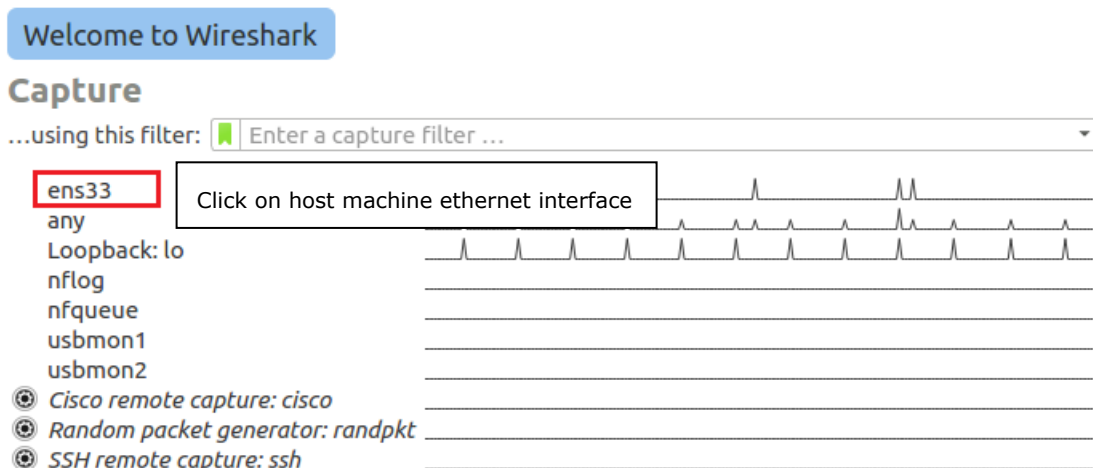 Welcome to Wireshark
Capture
...using this filter: Enter a capture filter ...
ens33
Click on host machine ethernet interface
any
Loopback: lo
nflog
nfqueue
usbmon1
usbmon2
Cisco remote capture: cisco
Random packet generator: randpkt
SSH remote capture: ssh